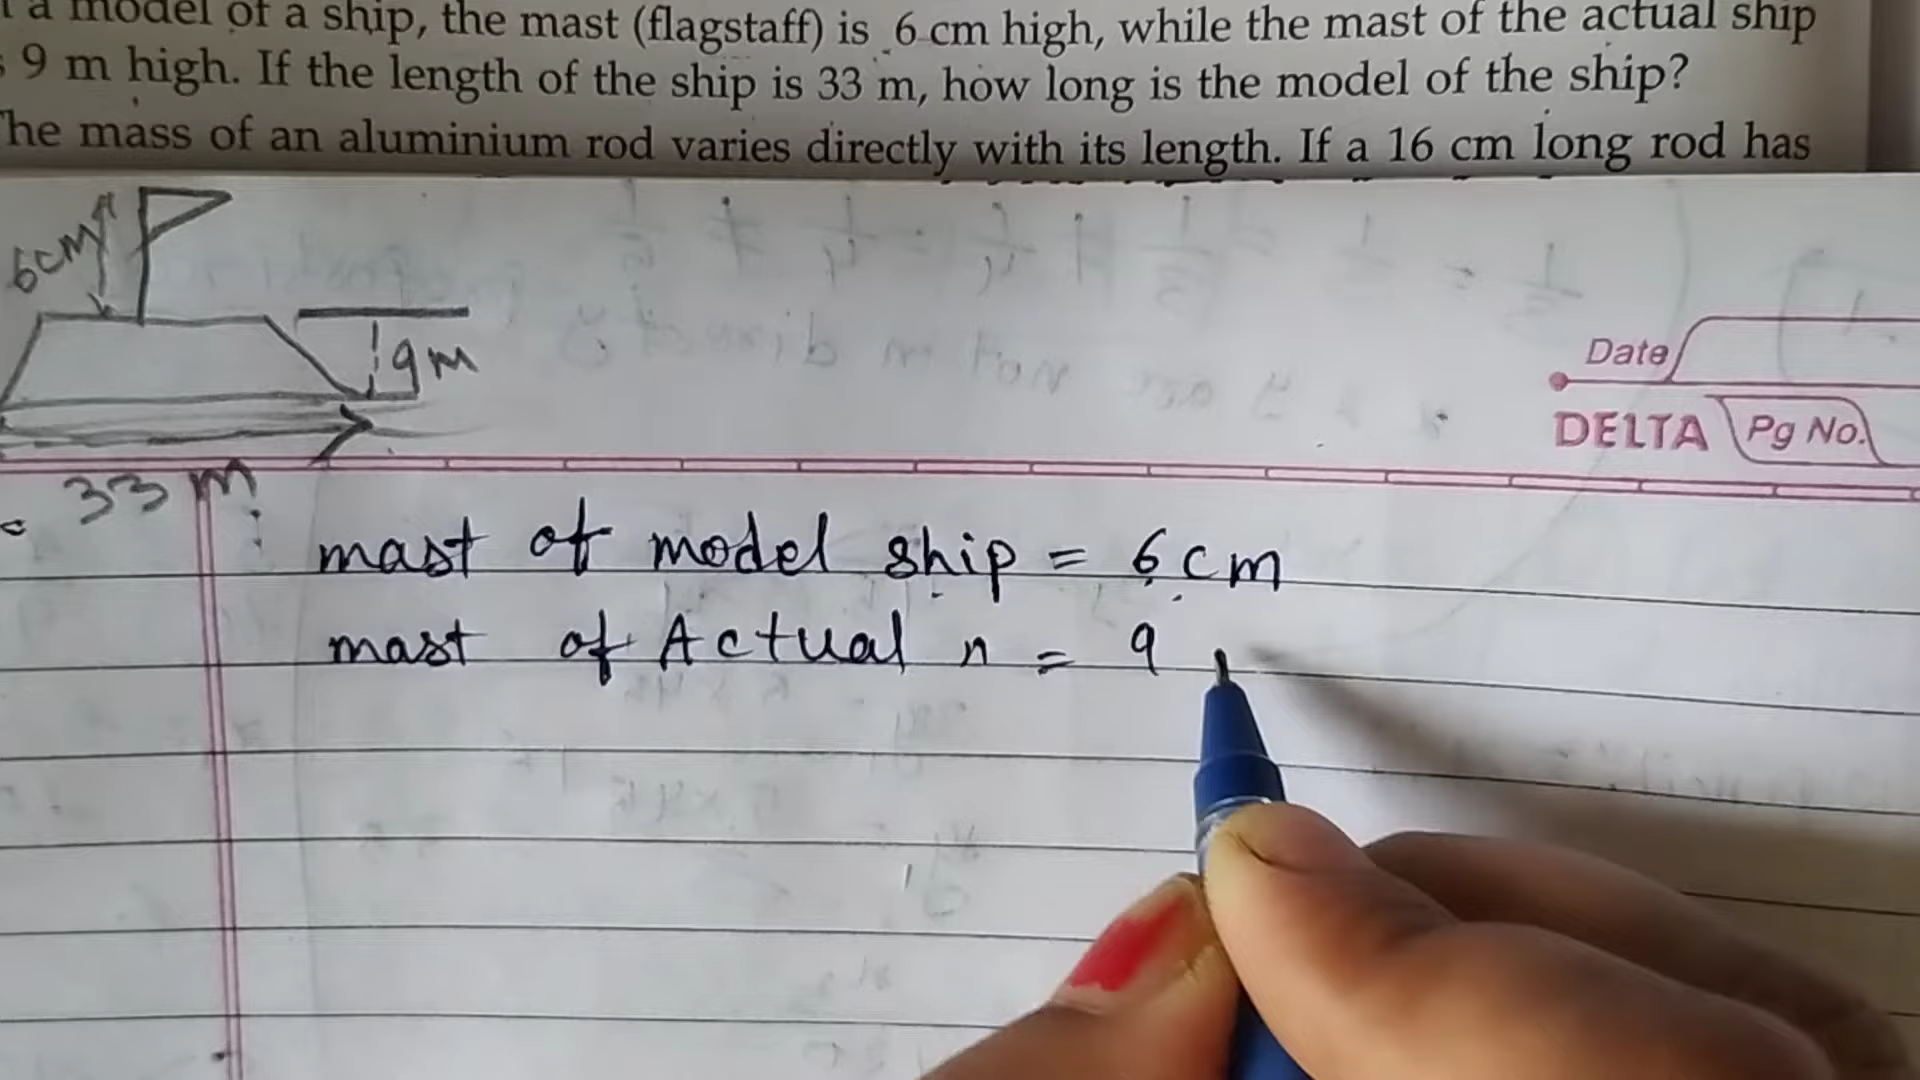 a model of a ship, the mast (flagstaff) is 6 cm high, while the mast of the actual ship
9 m high. If the length of the ship is 33 m, how long is the model of the ship?
The mass of an aluminium rod varies directly with its length. If a 16 cm long rod has
6cm
9m
Date
DELTA Pg No.
= 33 m
mast of model ship = 6 cm
mast of Actual n = 9